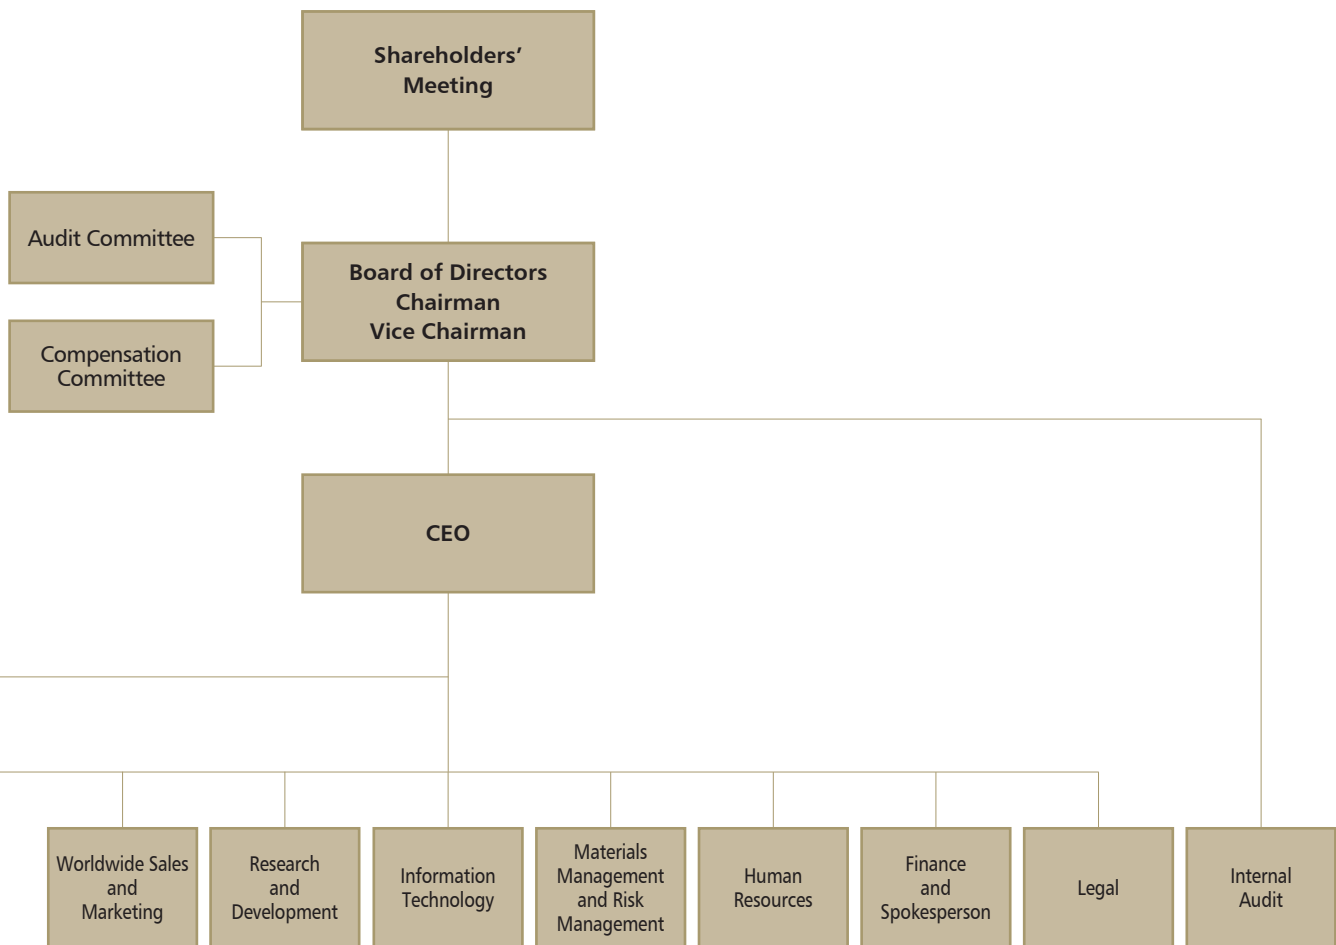 Shareholders’
Meeting
Audit Committee
Board of Directors
Chairman
Vice Chairman
Compensation
Committee
CEO
Worldwide Sales
and
Marketing
Research
and
Development
Information
Technology
Materials
Management
and Risk
Management
Human
Resources
Finance
and
Spokesperson
Legal
Internal
Audit